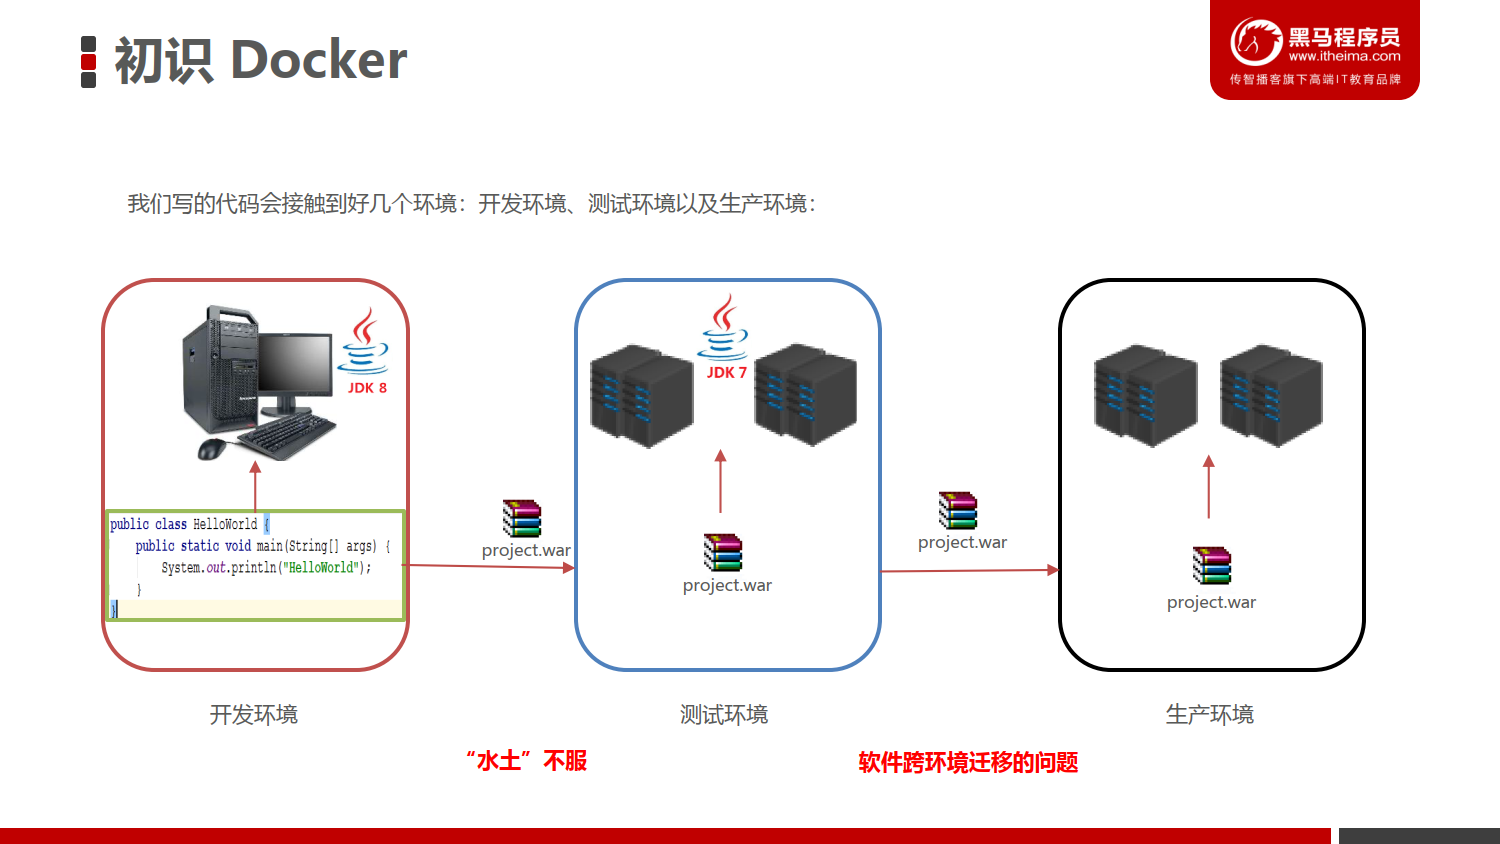 初识 Docker
黑马程序员
www.itheima.com
传智播客旗下高端IT教育品牌
我们写的代码会接触到好几个环境：开发环境、测试环境以及生产环境：
JDK 8
JDK 7
public class HelloWorld {
public static void main(String[] args) {
System.out.println("HelloWorld");
}
}
project.war
project.war
project.war
project.war
开发环境
测试环境
生产环境
“水土”不服
软件跨环境迁移的问题